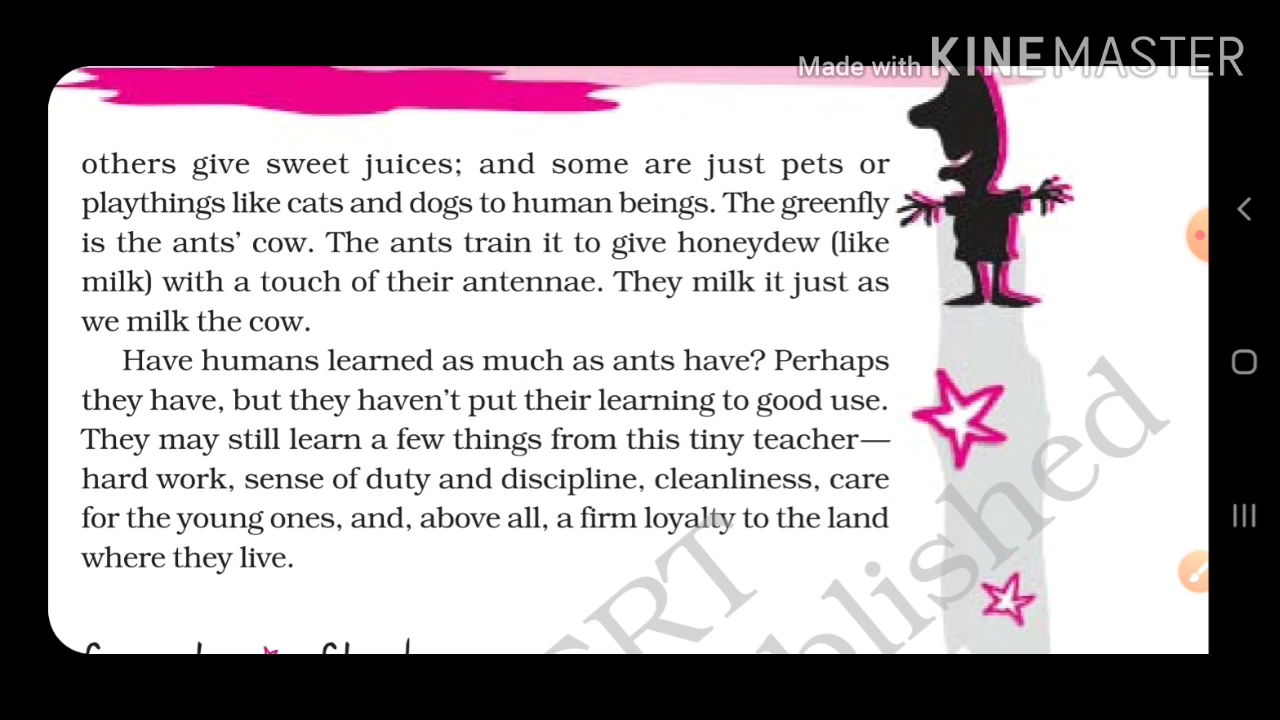 Made with KINEMASTER
others give sweet juices; and some are just pets or
playthings like cats and dogs to human beings. The greenfly
is the ants’ cow. The ants train it to give honeydew (like
milk) with a touch of their antennae. They milk it just as
we milk the cow.
Have humans learned as much as ants have? Perhaps
they have, but they haven’t put their learning to good use.
They may still learn a few things from this tiny teacher—
hard work, sense of duty and discipline, cleanliness, care
for the young ones, and, above all, a firm loyalty to the land
where they live.